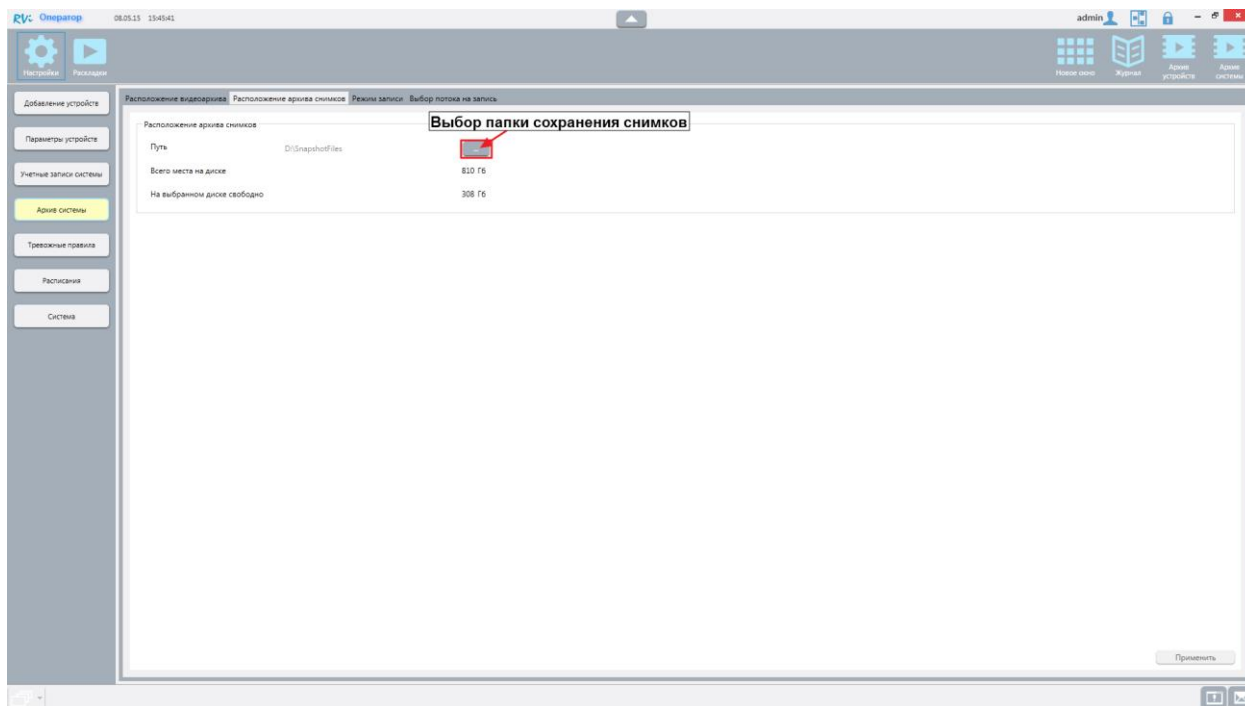 RVi Оператор 08.05.15 15:45:41 admin
Настройки Раскладки Новое окно Журнал Архив устройств Архив системы
Добавление устройств
Параметры устройств
Учетные записи системы
Архив системы
Тревожные правила
Расписания
Система
Расположение видеоархива Расположение архива снимков Режим записи Выбор потока на запись
Выбор папки сохранения снимков
Расположение архива снимков
Путь D:\SnapshotFiles ...
Всего места на диске 810 Гб
На выбранном диске свободно 308 Гб
Применить